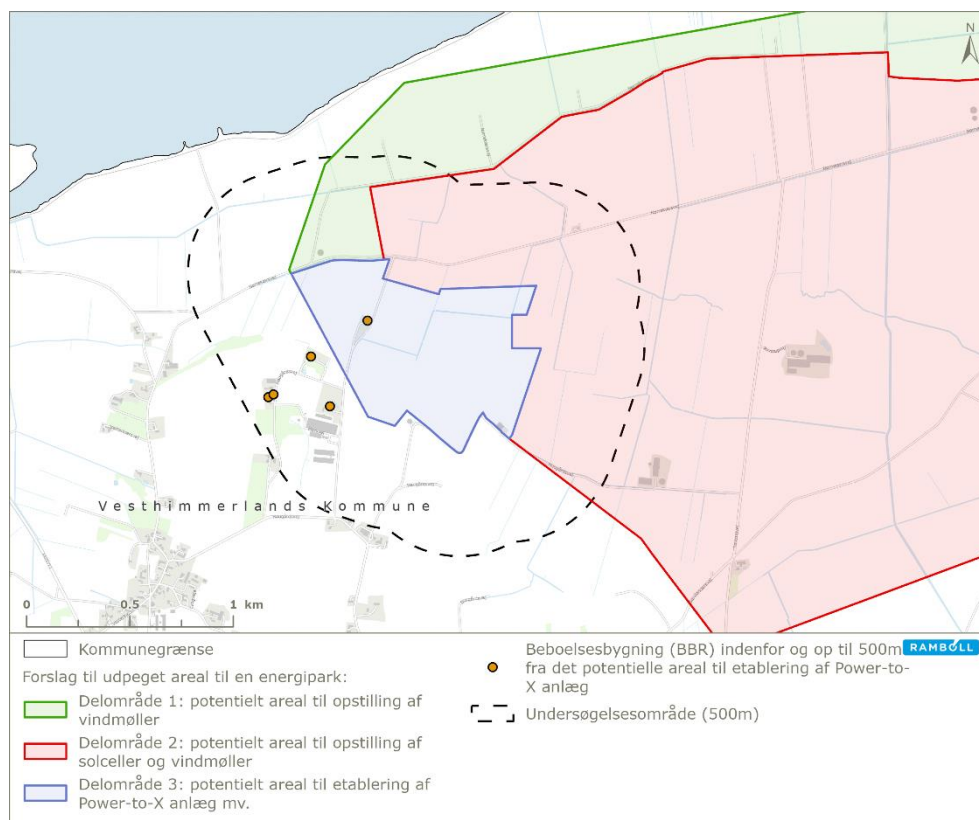 N
Vesthimmerlands Kommune
0 0.5 1 km
Kommunegrænse
Forslag til udpeget areal til en energipark:
Delområde 1: potentielt areal til opstilling af
vindmøller
Delområde 2: potentielt areal til opstilling af
solceller og vindmøller
Delområde 3: potentielt areal til etablering af
Power-to-X anlæg mv.
Beboelsesbygning (BBR) indenfor og op til 500m
fra det potentielle areal til etablering af Power-to-
X anlæg
Undersøgelsesområde (500m)
RAMBOLL